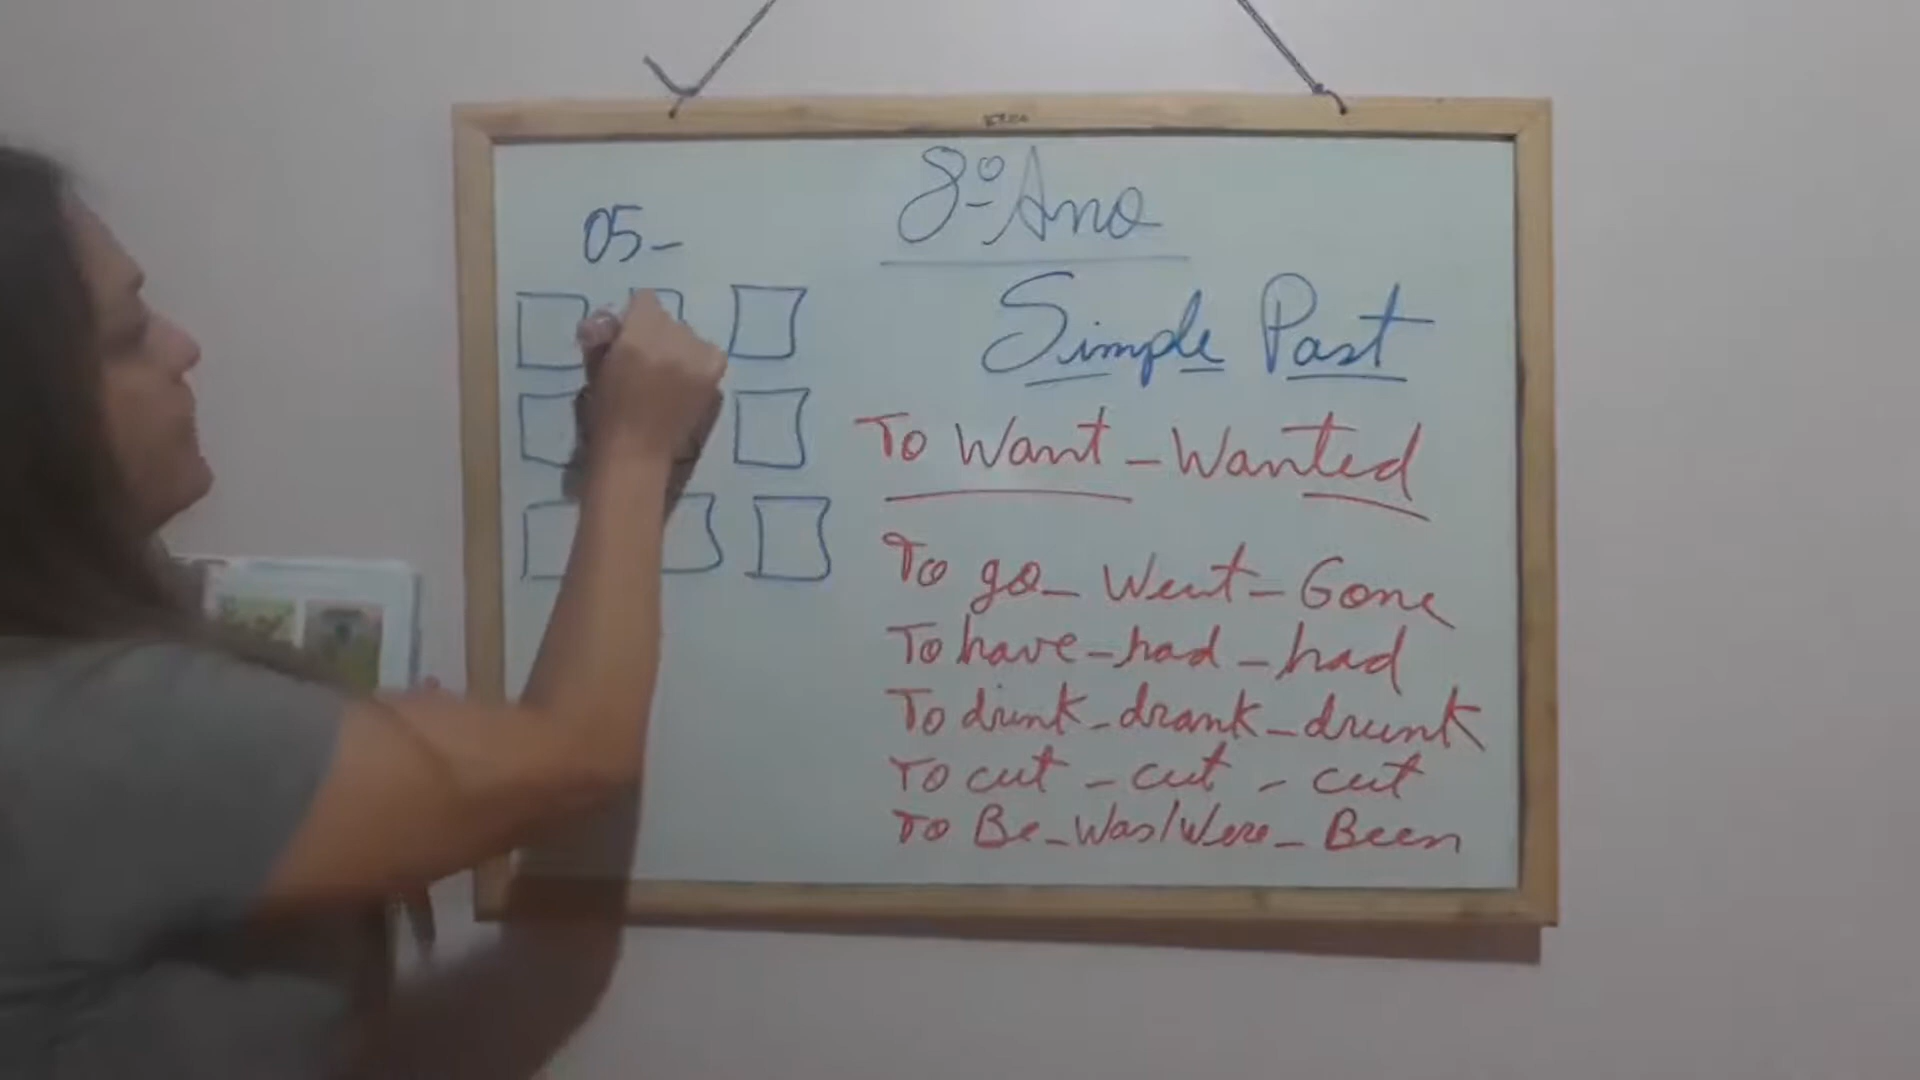 8º Ano
05-
Simple Past
To Want - Wanted
To go - Went - Gone
To have - had - had
To drink - drank - drunk
To cut - cut - cut
To Be - Was/Were - Been